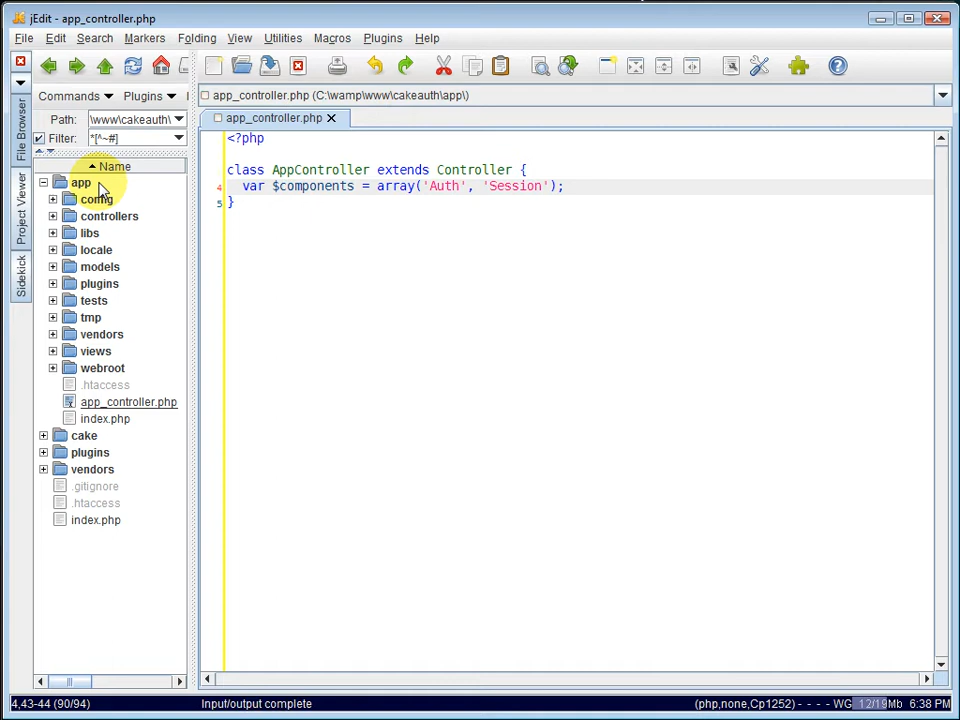 jEdit - app_controller.php
File Edit Search Markers Folding View Utilities Macros Plugins Help
Commands Plugins
app_controller.php (C:\wamp\www\cakeauth\app\)
Path: \www\cakeauth\
app_controller.php
Filter: *[^~#]
File Browser
Project Viewer
Sidekick
Name
app
config
controllers
libs
locale
models
plugins
tests
tmp
vendors
views
webroot
.htaccess
app_controller.php
index.php
cake
plugins
vendors
.gitignore
.htaccess
index.php
<?php
class AppController extends Controller {
4 var $components = array('Auth', 'Session');
5 }
4,43-44 (90/94) Input/output complete (php,none,Cp1252) - - - - WG 12/19Mb 6:38 PM